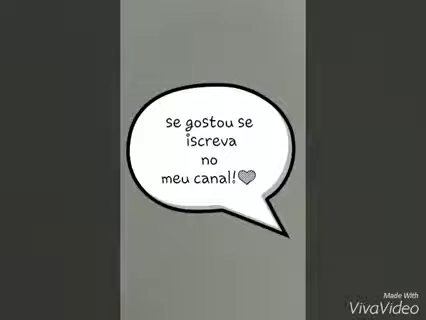 se gostou se
iscreva
no
meu canal!
Made With
VivaVideo